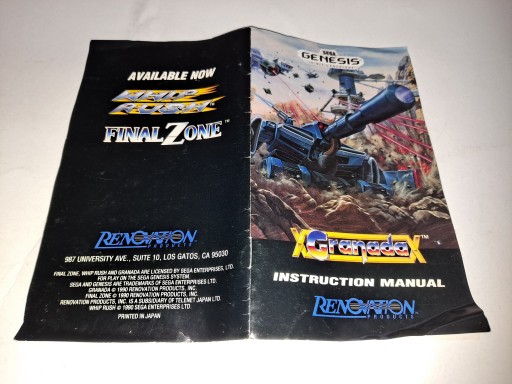 AVAILABLE NOW
WHIP
RUSH™
FINAL ZONE™
RENOVATION
PRODUCTS
987 UNIVERSITY AVE., SUITE 10, LOS GATOS, CA 95030
FINAL ZONE, WHIP RUSH AND GRANADA ARE LICENSED BY SEGA ENTERPRISES, LTD.
FOR PLAY ON THE SEGA GENESIS SYSTEM.
SEGA AND GENESIS ARE TRADEMARKS OF SEGA ENTERPRISES LTD.
GRANADA © 1990 RENOVATION PRODUCTS, INC.
FINAL ZONE © 1990 RENOVATION PRODUCTS, INC.
RENOVATION PRODUCTS, INC. IS A SUBSIDIARY OF TELENET JAPAN LTD.
WHIP RUSH © 1990 SEGA ENTERPRISES LTD.
PRINTED IN JAPAN
SEGA
GENESIS
XGranadaX™
INSTRUCTION MANUAL
RENOVATION
PRODUCTS